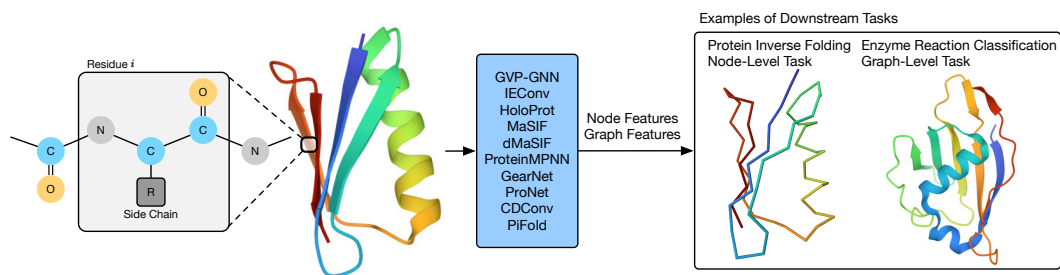 Examples of Downstream Tasks
Residue i
O
N
C
C
N
C
O
R
Side Chain
GVP-GNN
IEConv
HoloProt
MaSIF
dMaSIF
ProteinMPNN
GearNet
ProNet
CDConv
PiFold
Node Features
Graph Features
Protein Inverse Folding
Node-Level Task
Enzyme Reaction Classification
Graph-Level Task